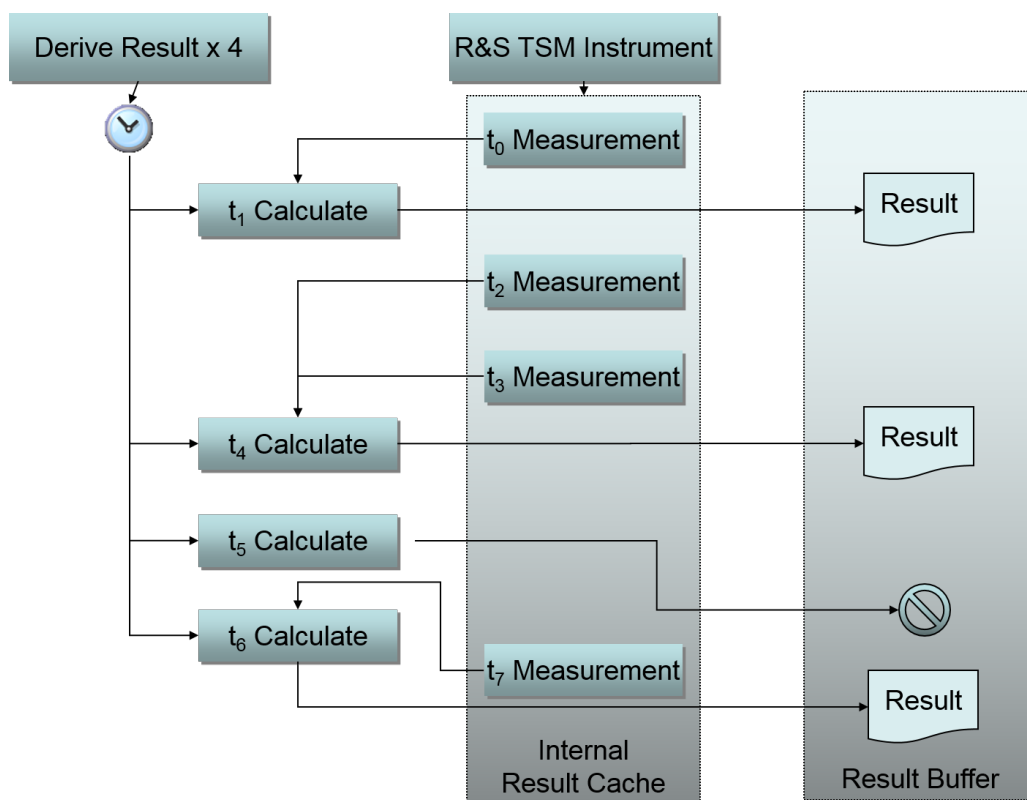 Derive Result x 4
R&S TSM Instrument
t0 Measurement
t1 Calculate
Result
t2 Measurement
t3 Measurement
t4 Calculate
Result
t5 Calculate
t6 Calculate
t7 Measurement
Result
Internal
Result Cache
Result Buffer